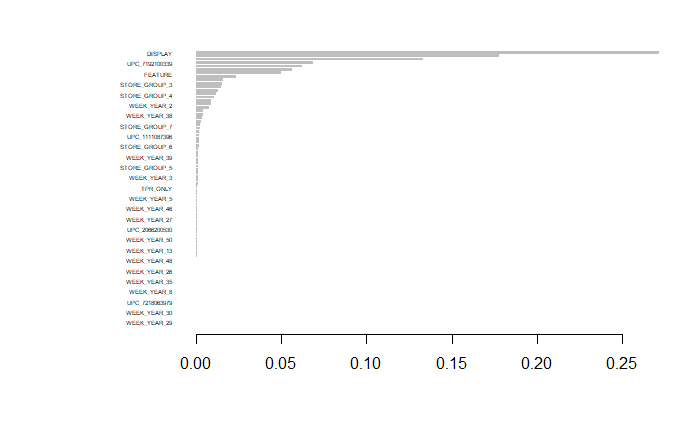 DISPLAY
UPC_7192100339
FEATURE
STORE_GROUP_3
STORE_GROUP_4
WEEK_YEAR_2
WEEK_YEAR_38
STORE_GROUP_7
UPC_1111087396
STORE_GROUP_6
WEEK_YEAR_39
STORE_GROUP_5
WEEK_YEAR_3
TPR_ONLY
WEEK_YEAR_5
WEEK_YEAR_46
WEEK_YEAR_27
UPC_2066200530
WEEK_YEAR_50
WEEK_YEAR_13
WEEK_YEAR_48
WEEK_YEAR_26
WEEK_YEAR_35
WEEK_YEAR_8
UPC_7218063979
WEEK_YEAR_30
WEEK_YEAR_29
0.00 0.05 0.10 0.15 0.20 0.25